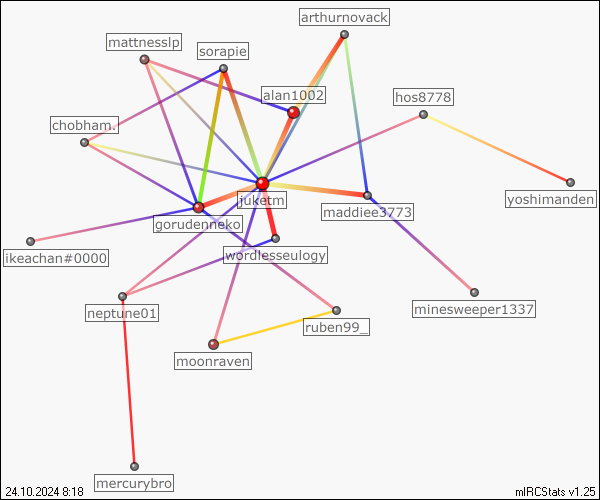 arthurnovack
mattnesslp
sorapie
alan1002
hos8778
chobham.
juketm
yoshimanden
maddiee3773
gorudenneko
ikeachan#0000
wordlesseulogy
neptune01
minesweeper1337
ruben99_
moonraven
mercurybro
24.10.2024 8:18
mIRCStats v1.25